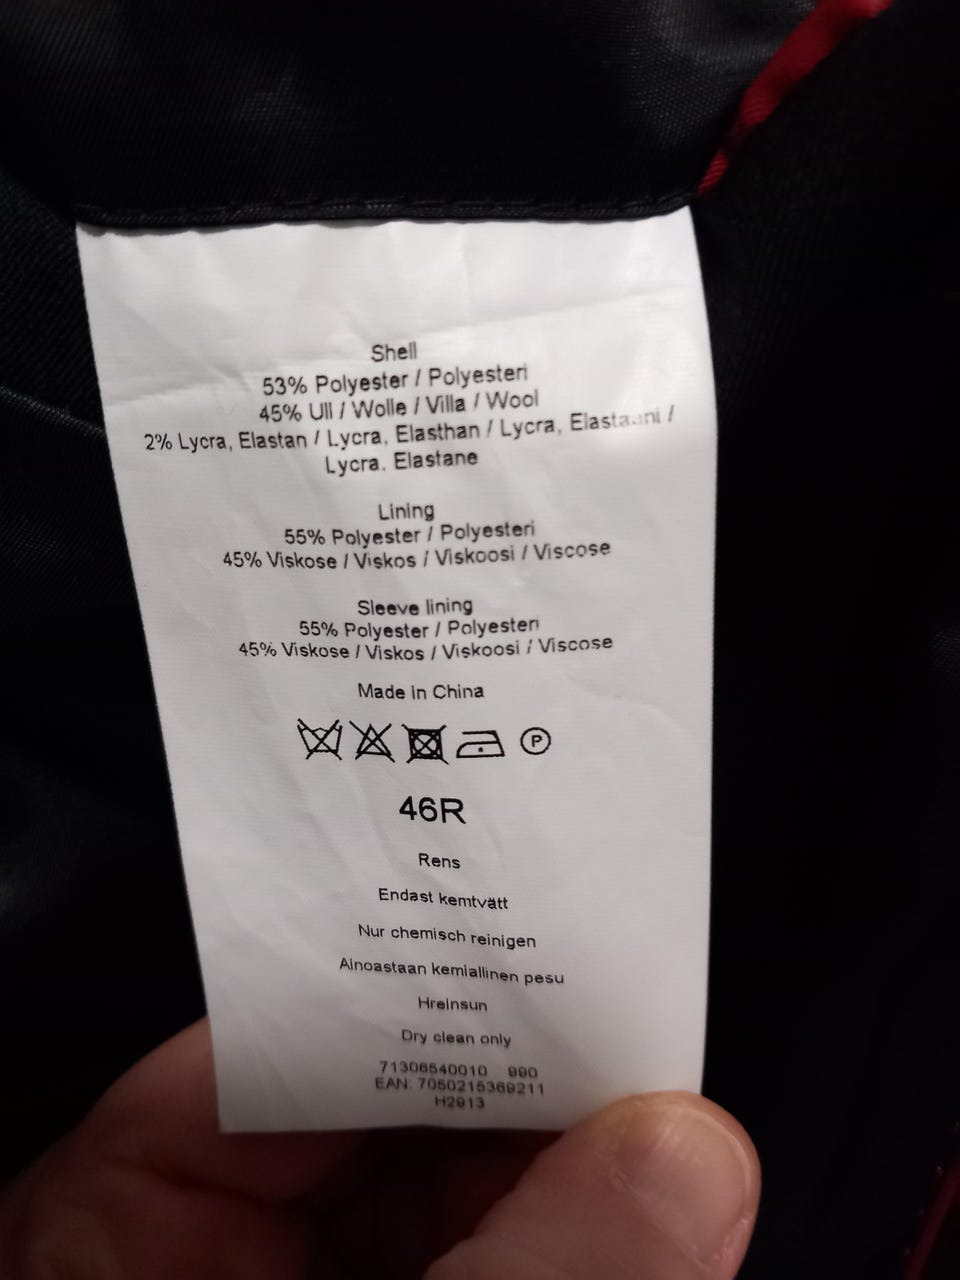 Shell
53% Polyester / Polyesteri
45% Ull / Wolle / Villa / Wool
2% Lycra, Elastan / Lycra, Elasthan / Lycra, Elastaani /
Lycra, Elastane
Lining
55% Polyester / Polyesteri
45% Viskose / Viskos / Viskoosi / Viscose
Sleeve lining
55% Polyester / Polyesteri
45% Viskose / Viskos / Viskoosi / Viscose
Made in China
P
46R
Rens
Endast kemtvätt
Nur chemisch reinigen
Ainoastaan kemiallinen pesu
Hreinsun
Dry clean only
71306540010 990
EAN: 7050215369211
H2913